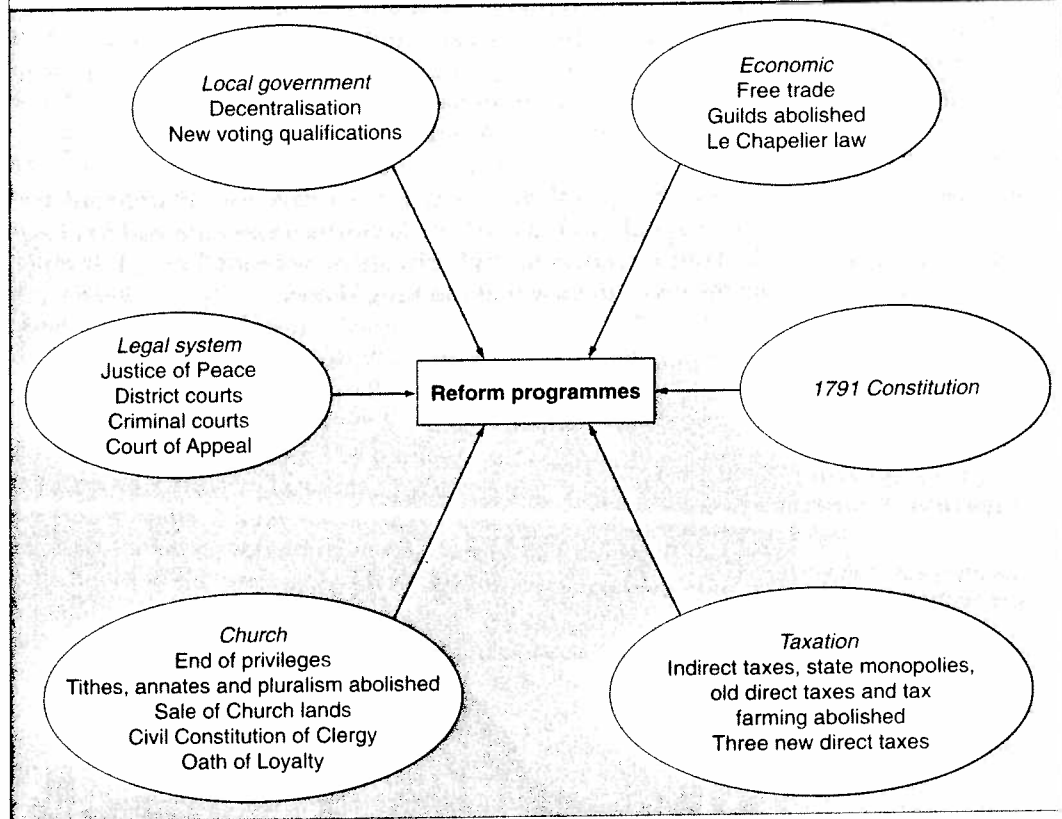 Local government
Decentralisation
New voting qualifications
Economic
Free trade
Guilds abolished
Le Chapelier law
Legal system
Justice of Peace
District courts
Criminal courts
Court of Appeal
Reform programmes
1791 Constitution
Church
End of privileges
Tithes, annates and pluralism abolished
Sale of Church lands
Civil Constitution of Clergy
Oath of Loyalty
Taxation
Indirect taxes, state monopolies,
old direct taxes and tax
farming abolished
Three new direct taxes